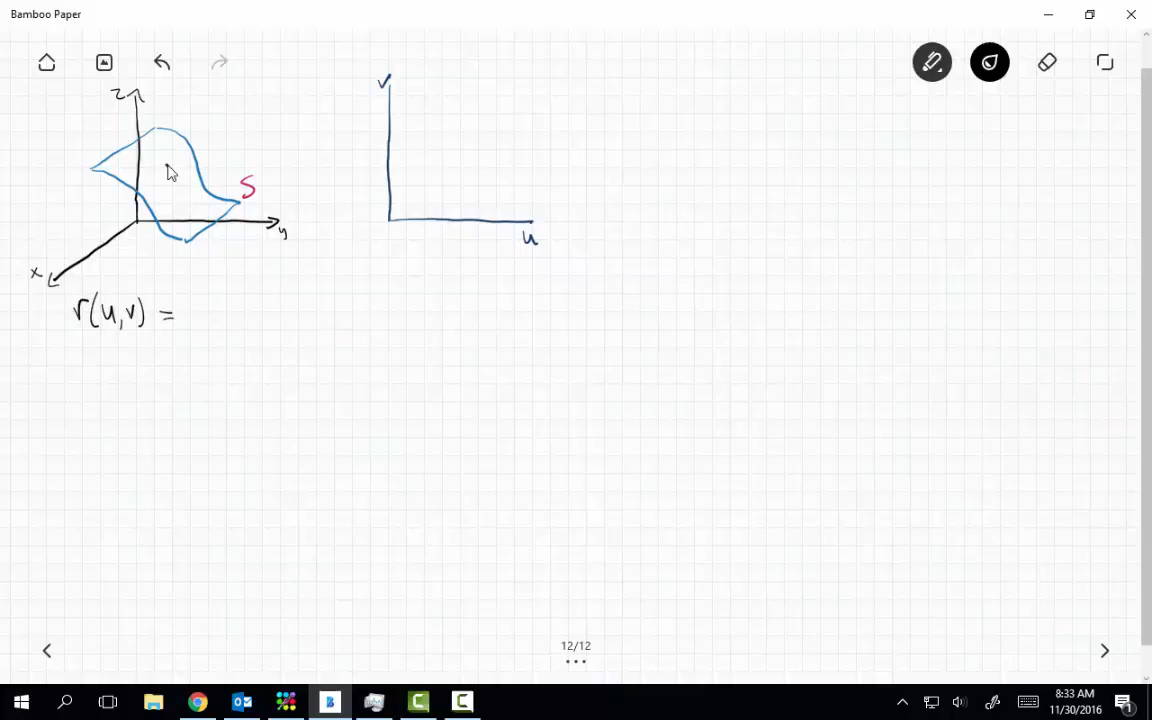 Bamboo Paper
z
v
S
y
u
x
r(u,v) =
12/12
8:33 AM
11/30/2016